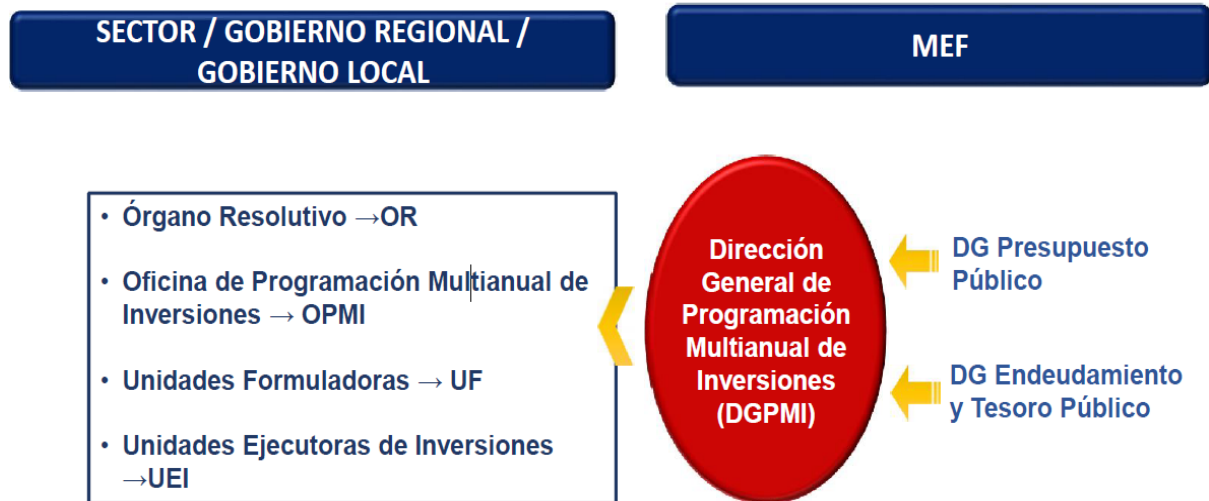 SECTOR / GOBIERNO REGIONAL /
GOBIERNO LOCAL
MEF
• Órgano Resolutivo →OR
• Oficina de Programación Multianual de
Inversiones → OPMI
• Unidades Formuladoras → UF
• Unidades Ejecutoras de Inversiones
→UEI
Dirección
General de
Programación
Multianual de
Inversiones
(DGPMI)
DG Presupuesto
Público
DG Endeudamiento
y Tesoro Público